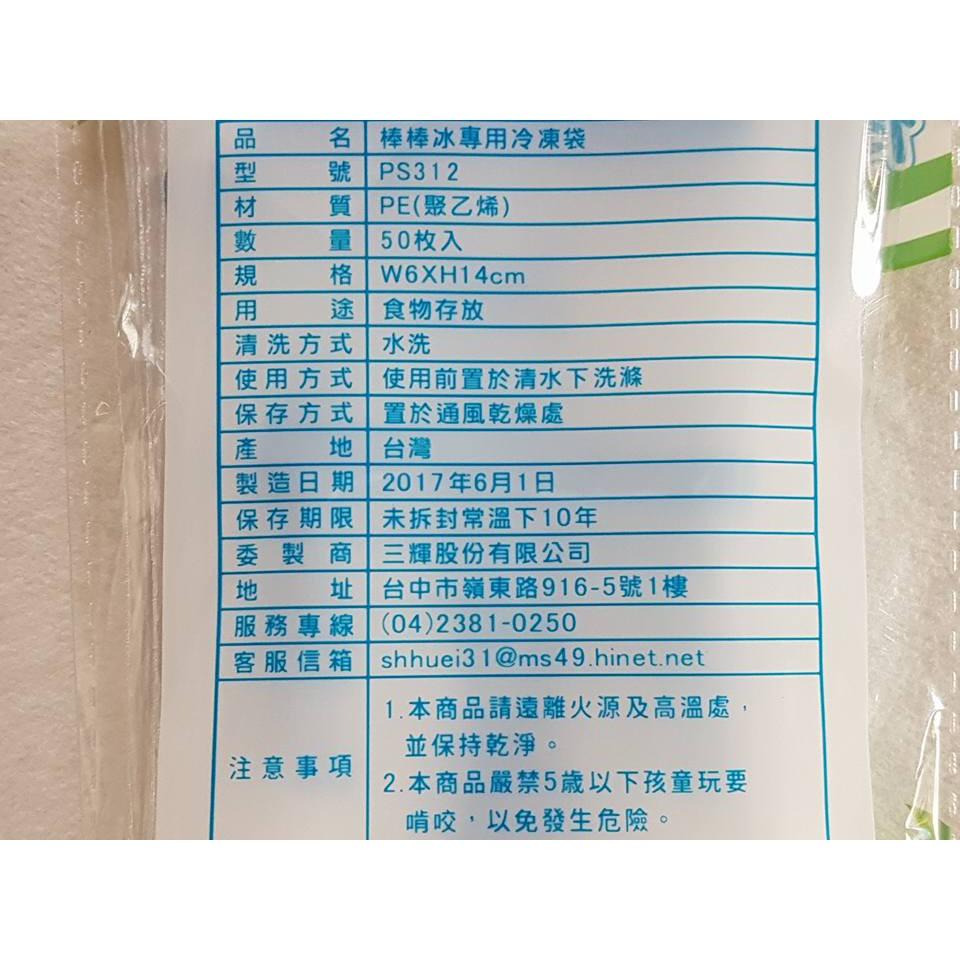 品名 棒棒冰專用冷凍袋
型號 PS312
材質 PE(聚乙烯)
數量 50枚入
規格 W6XH14cm
用途 食物存放
清洗方式 水洗
使用方式 使用前置於清水下洗滌
保存方式 置於通風乾燥處
產地 台灣
製造日期 2017年6月1日
保存期限 未拆封常溫下10年
委製商 三輝股份有限公司
地址 台中市嶺東路916-5號1樓
服務專線 (04)2381-0250
客服信箱 shhuei31@ms49.hinet.net
注意事項
1.本商品請遠離火源及高溫處，
並保持乾淨。
2.本商品嚴禁5歲以下孩童玩要
啃咬，以免發生危險。